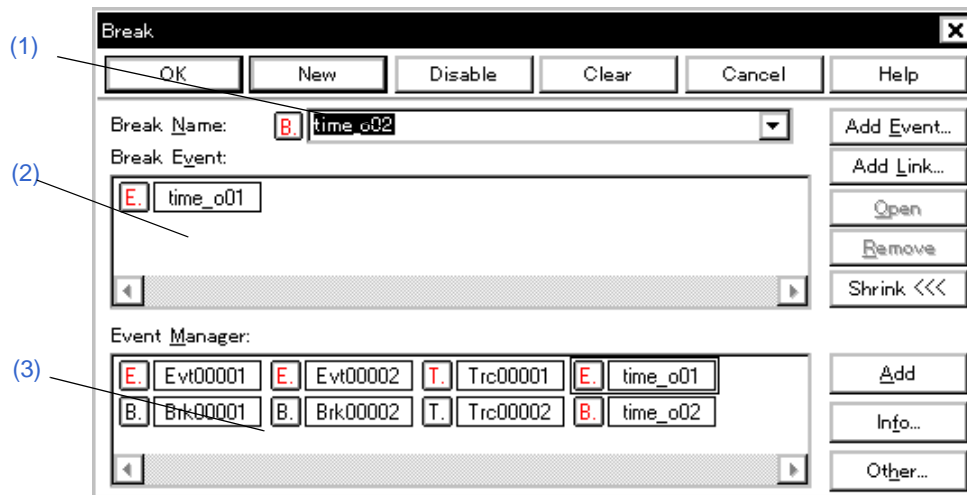 Break
(1)
OK New Disable Clear Cancel Help
Break Name: B. time_o02 Add Event...
Break Event: Add Link...
(2)
E. time_o01
Open
Remove
Shrink <<<
Event Manager:
(3)
E. Evt00001 E. Evt00002 T. Trc00001 E. time_o01 Add
B. Brk00001 B. Brk00002 T. Trc00002 B. time_o02 Info...
Other...